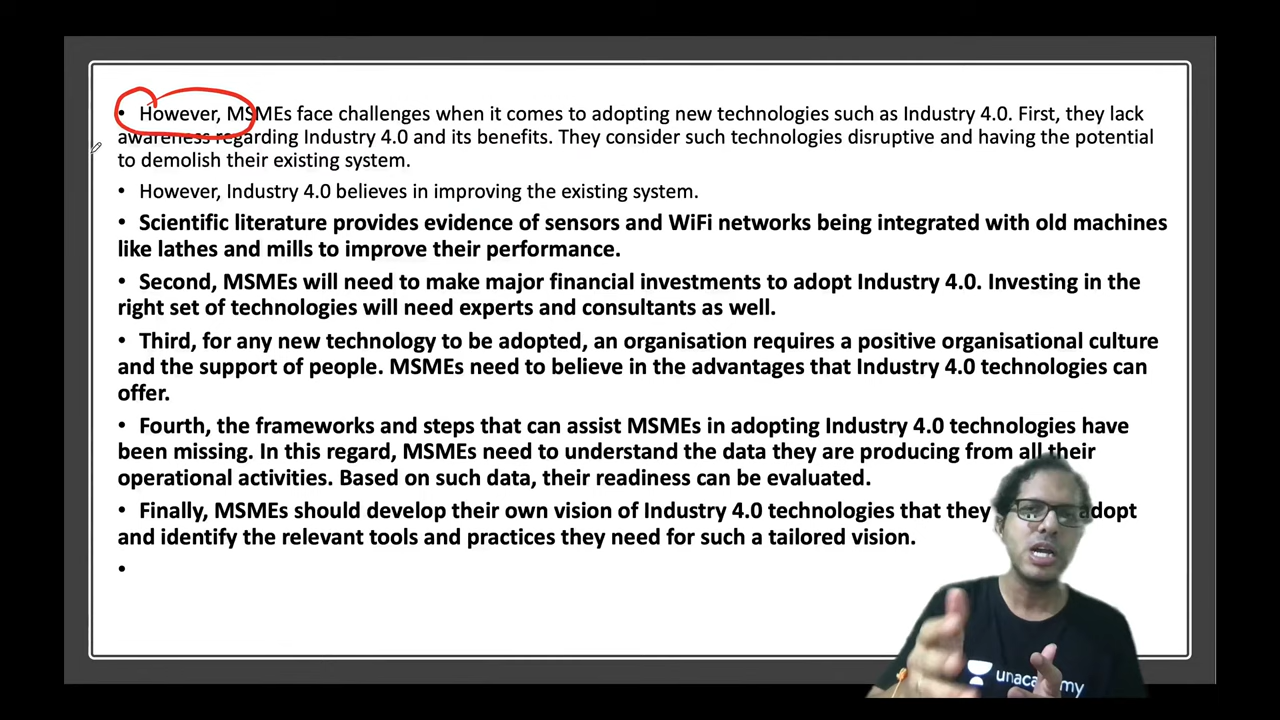 • However, MSMEs face challenges when it comes to adopting new technologies such as Industry 4.0. First, they lack
awareness regarding Industry 4.0 and its benefits. They consider such technologies disruptive and having the potential
to demolish their existing system.
• However, Industry 4.0 believes in improving the existing system.
• Scientific literature provides evidence of sensors and WiFi networks being integrated with old machines
like lathes and mills to improve their performance.
• Second, MSMEs will need to make major financial investments to adopt Industry 4.0. Investing in the
right set of technologies will need experts and consultants as well.
• Third, for any new technology to be adopted, an organisation requires a positive organisational culture
and the support of people. MSMEs need to believe in the advantages that Industry 4.0 technologies can
offer.
• Fourth, the frameworks and steps that can assist MSMEs in adopting Industry 4.0 technologies have
been missing. In this regard, MSMEs need to understand the data they are producing from all their
operational activities. Based on such data, their readiness can be evaluated.
• Finally, MSMEs should develop their own vision of Industry 4.0 technologies that they adopt
and identify the relevant tools and practices they need for such a tailored vision.
•
unacademy